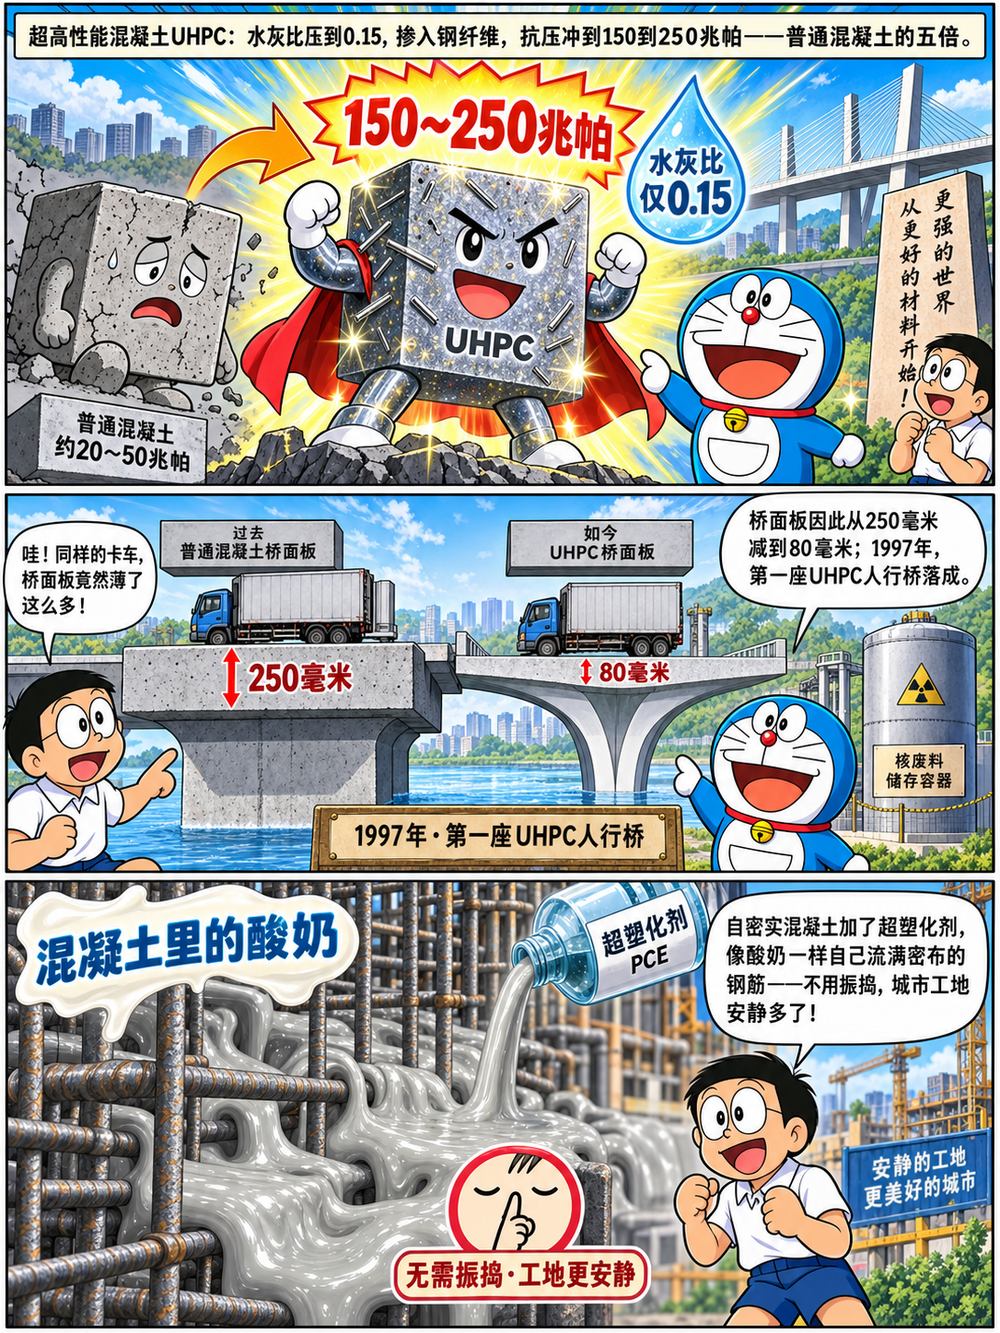 超高性能混凝土UHPC：水灰比压到0.15, 掺入钢纤维，抗压冲到150到250兆帕——普通混凝土的五倍。
150~250兆帕
水灰比
仅0.15
更强的世界
从更好的材料开始！
UHPC
普通混凝土
约20~50兆帕
哇！同样的卡车,
桥面板竟然薄了
这么多！
过去
普通混凝土桥面板
如今
UHPC桥面板
桥面板因此从250毫米
减到80毫米；1997年，
第一座UHPC人行桥落成。
250毫米
80毫米
核废料
储存容器
1997年·第一座UHPC人行桥
混凝土里的酸奶
超塑化剂
PCE
自密实混凝土加了超塑化剂，
像酸奶一样自己流满密布的
钢筋——不用振捣, 城市工地
安静多了！
安静的工地
更美好的城市
无需振捣·工地更安静